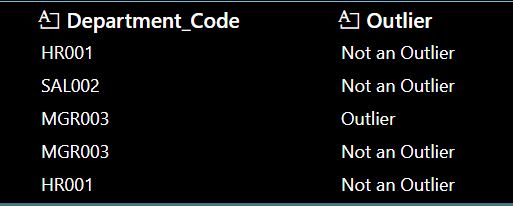 Department_Code Outlier
HR001 Not an Outlier
SAL002 Not an Outlier
MGR003 Outlier
MGR003 Not an Outlier
HR001 Not an Outlier